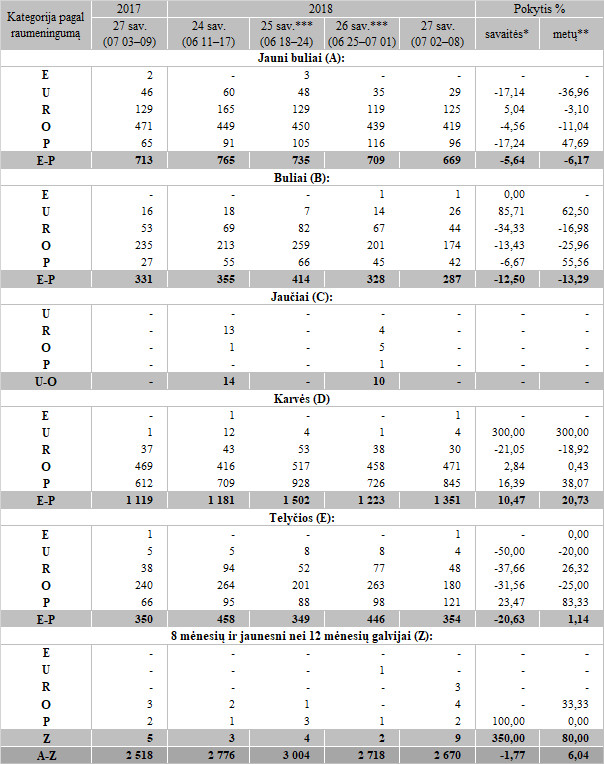 Kategorija pagal raumeningumą 2017 2018 Pokytis %
27 sav. (07 03–09) 24 sav. (06 11–17) 25 sav.*** (06 18–24) 26 sav.*** (06 25–07 01) 27 sav. (07 02–08) savaitės* metų**
Jauni buliai (A):
E 2 - 3 - - - -
U 46 60 48 35 29 -17,14 -36,96
R 129 165 129 119 125 5,04 -3,10
O 471 449 450 439 419 -4,56 -11,04
P 65 91 105 116 96 -17,24 47,69
E-P 713 765 735 709 669 -5,64 -6,17
Buliai (B):
E - - - 1 1 0,00 -
U 16 18 7 14 26 85,71 62,50
R 53 69 82 67 44 -34,33 -16,98
O 235 213 259 201 174 -13,43 -25,96
P 27 55 66 45 42 -6,67 55,56
E-P 331 355 414 328 287 -12,50 -13,29
Jaučiai (C):
U - - - - - - -
R - 13 - 4 - - -
O - 1 - 5 - - -
P - - - 1 - - -
U-O - 14 - 10 - - -
Karvės (D)
E - 1 - - 1 - -
U 1 12 4 1 4 300,00 300,00
R 37 43 53 38 30 -21,05 -18,92
O 469 416 517 458 471 2,84 0,43
P 612 709 928 726 845 16,39 38,07
E-P 1 119 1 181 1 502 1 223 1 351 10,47 20,73
Telyčios (E):
E 1 - - - 1 - 0,00
U 5 5 8 8 4 -50,00 -20,00
R 38 94 52 77 48 -37,66 26,32
O 240 264 201 263 180 -31,56 -25,00
P 66 95 88 98 121 23,47 83,33
E-P 350 458 349 446 354 -20,63 1,14
8 mėnesių ir jaunesni nei 12 mėnesių galvijai (Z):
E - - - - - - -
U - - - 1 - - -
R - - - - 3 - -
O 3 2 1 - 4 - 33,33
P 2 1 3 1 2 100,00 0,00
Z 5 3 4 2 9 350,00 80,00
A-Z 2 518 2 776 3 004 2 718 2 670 -1,77 6,04